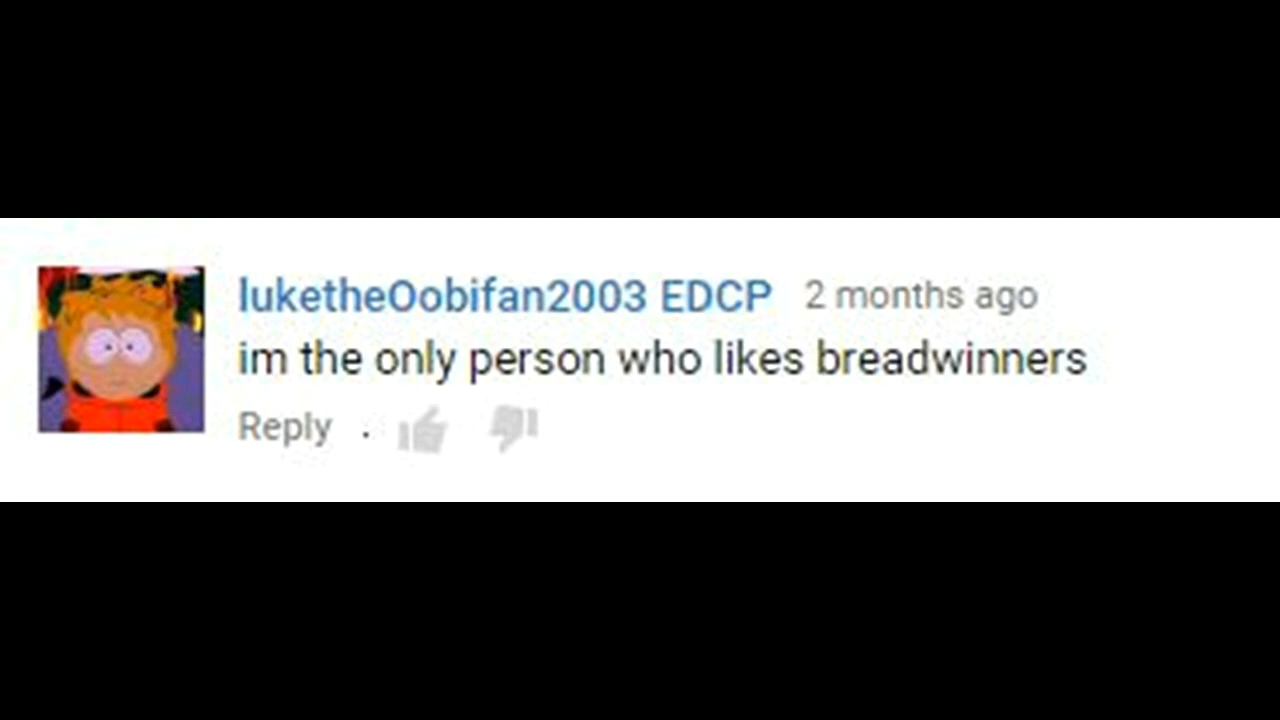 luketheOobifan2003 EDCP 2 months ago
im the only person who likes breadwinners
Reply .